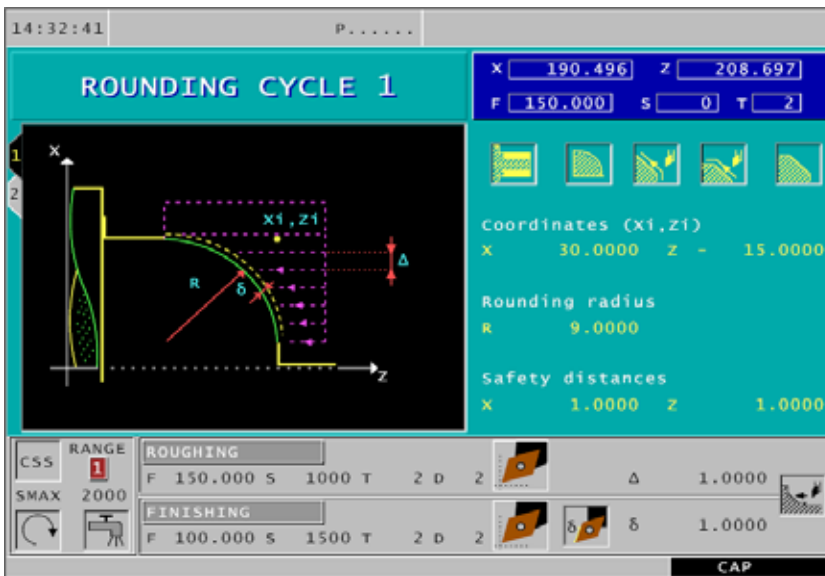 14:32:41 P......
ROUNDING CYCLE 1
X 190.496 Z 208.697
F 150.000 S 0 T 2
1
2
X
xi,zi
Δ
R
δ
Z
Coordinates (Xi,Zi)
X 30.0000 Z - 15.0000
Rounding radius
R 9.0000
Safety distances
X 1.0000 Z 1.0000
CSS RANGE
1
SMAX 2000
ROUGHING
F 150.000 S 1000 T 2 D 2 Δ 1.0000
FINISHING
F 100.000 S 1500 T 2 D 2 δ δ 1.0000
CAP